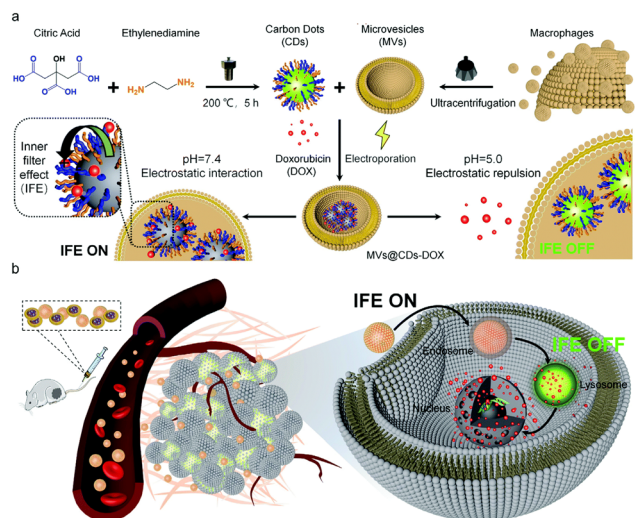 a
Citric Acid
Ethylenediamine
Carbon Dots
(CDs)
Microvesicles
(MVs)
Macrophages
O
OH
O
HO
OH
HO
O
H₂N
NH₂
+
+
200 ℃, 5 h
Ultracentrifugation
Inner
filter
effect
(IFE)
pH=7.4
Electrostatic interaction
Doxorubicin
(DOX)
Electroporation
pH=5.0
Electrostatic repulsion
IFE ON
MVs@CDs-DOX
IFE OFF
b
IFE ON
Endosome
IFE OFF
Lysosome
Nucleus